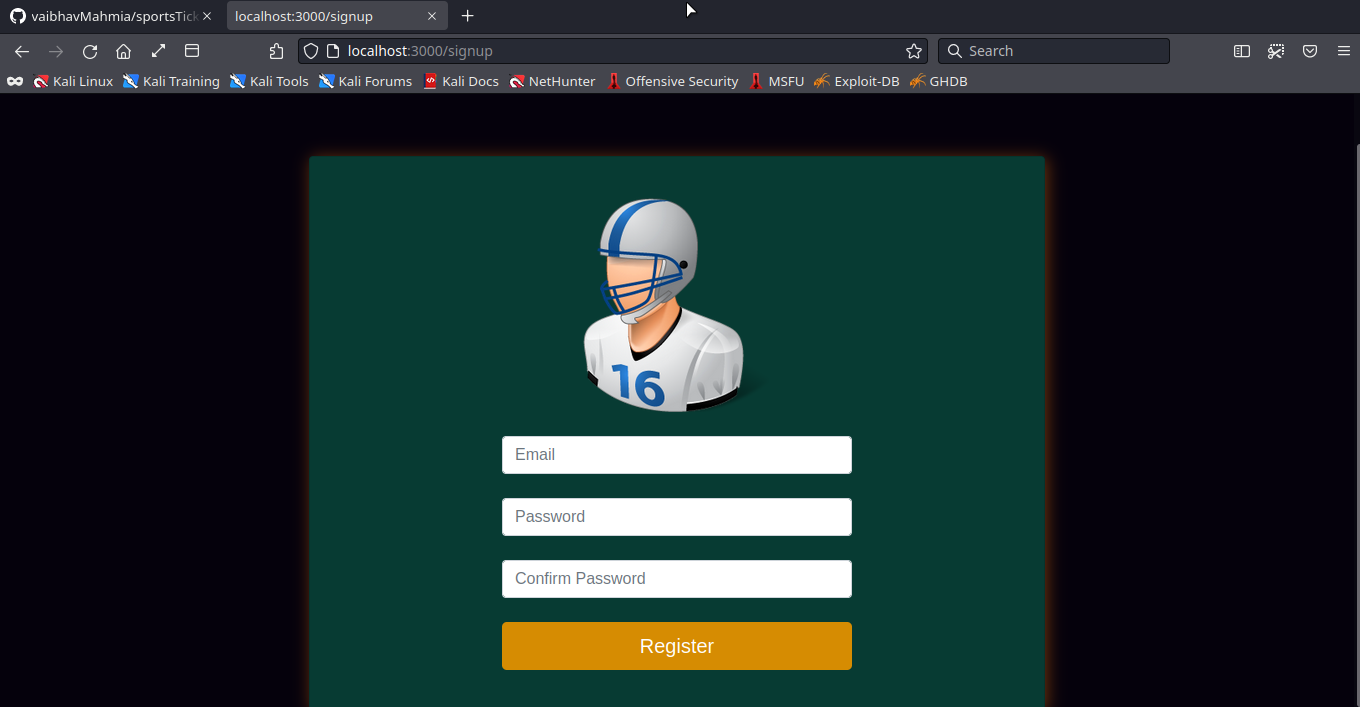 vaibhavMahmia/sportsTick
localhost:3000/signup
localhost:3000/signup
Search
Kali Linux
Kali Training
Kali Tools
Kali Forums
Kali Docs
NetHunter
Offensive Security
MSFU
Exploit-DB
GHDB
16
Email
Password
Confirm Password
Register